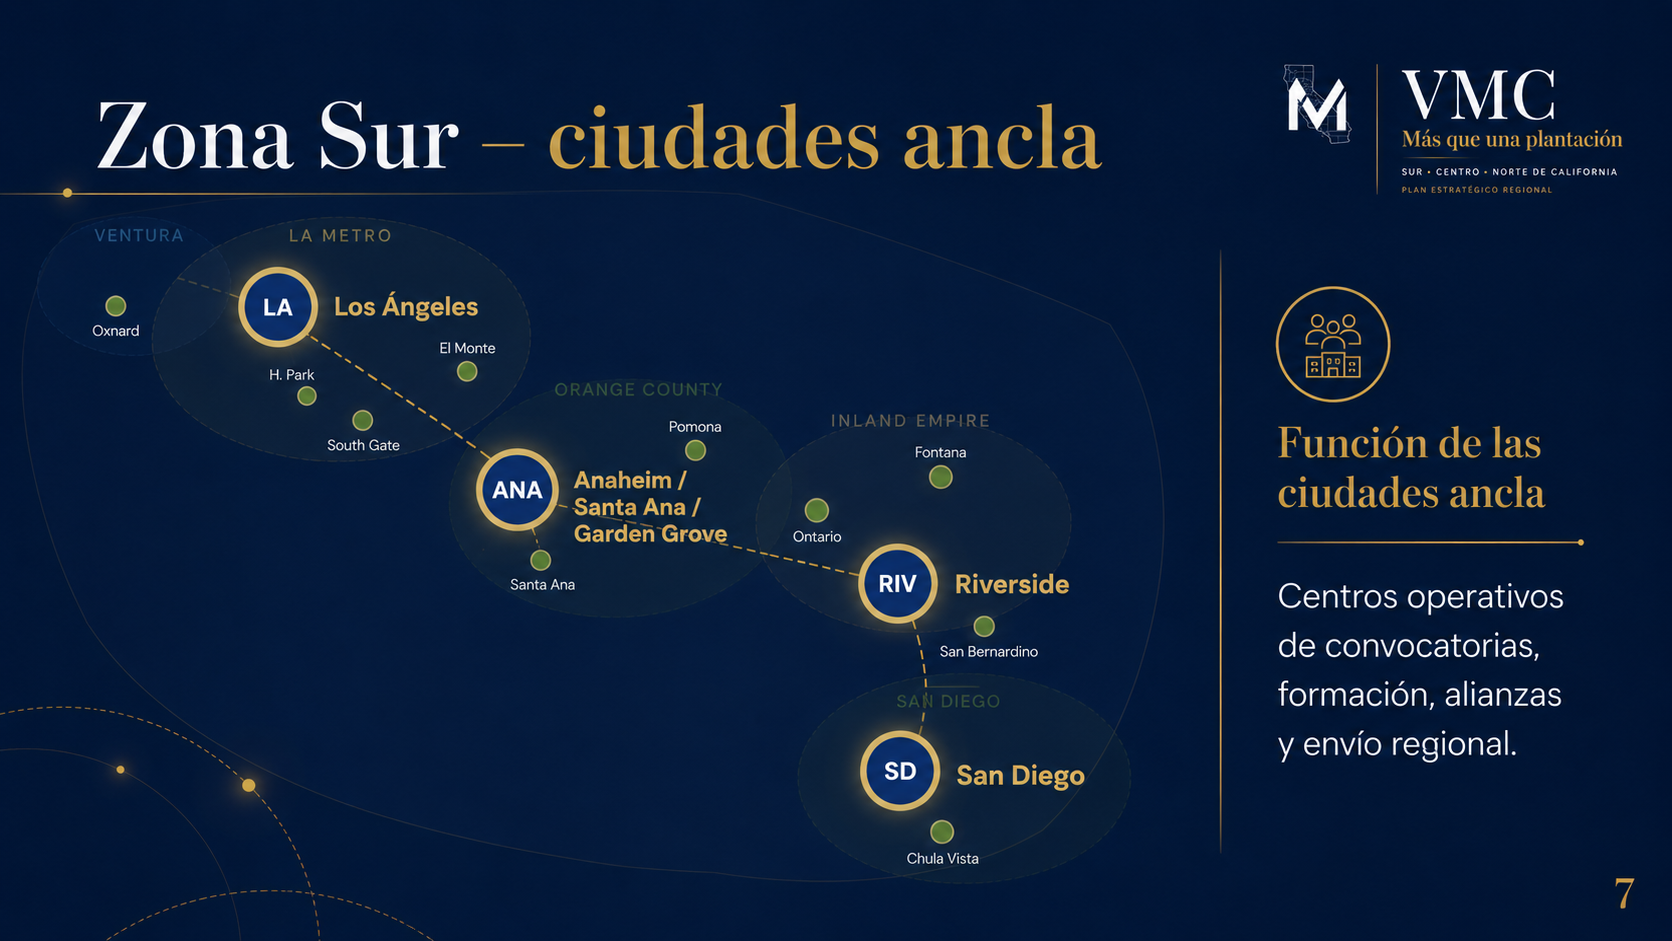 Zona Sur – ciudades ancla
M
VMC
Más que una plantación
SUR • CENTRO • NORTE DE CALIFORNIA
PLAN ESTRATÉGICO REGIONAL
VENTURA
Oxnard
LA METRO
LA
Los Ángeles
El Monte
H. Park
South Gate
ORANGE COUNTY
Pomona
ANA
Anaheim /
Santa Ana /
Garden Grove
Santa Ana
INLAND EMPIRE
Fontana
Ontario
RIV
Riverside
San Bernardino
SAN DIEGO
SD
San Diego
Chula Vista
Función de las
ciudades ancla
Centros operativos
de convocatorias,
formación, alianzas
y envío regional.
7